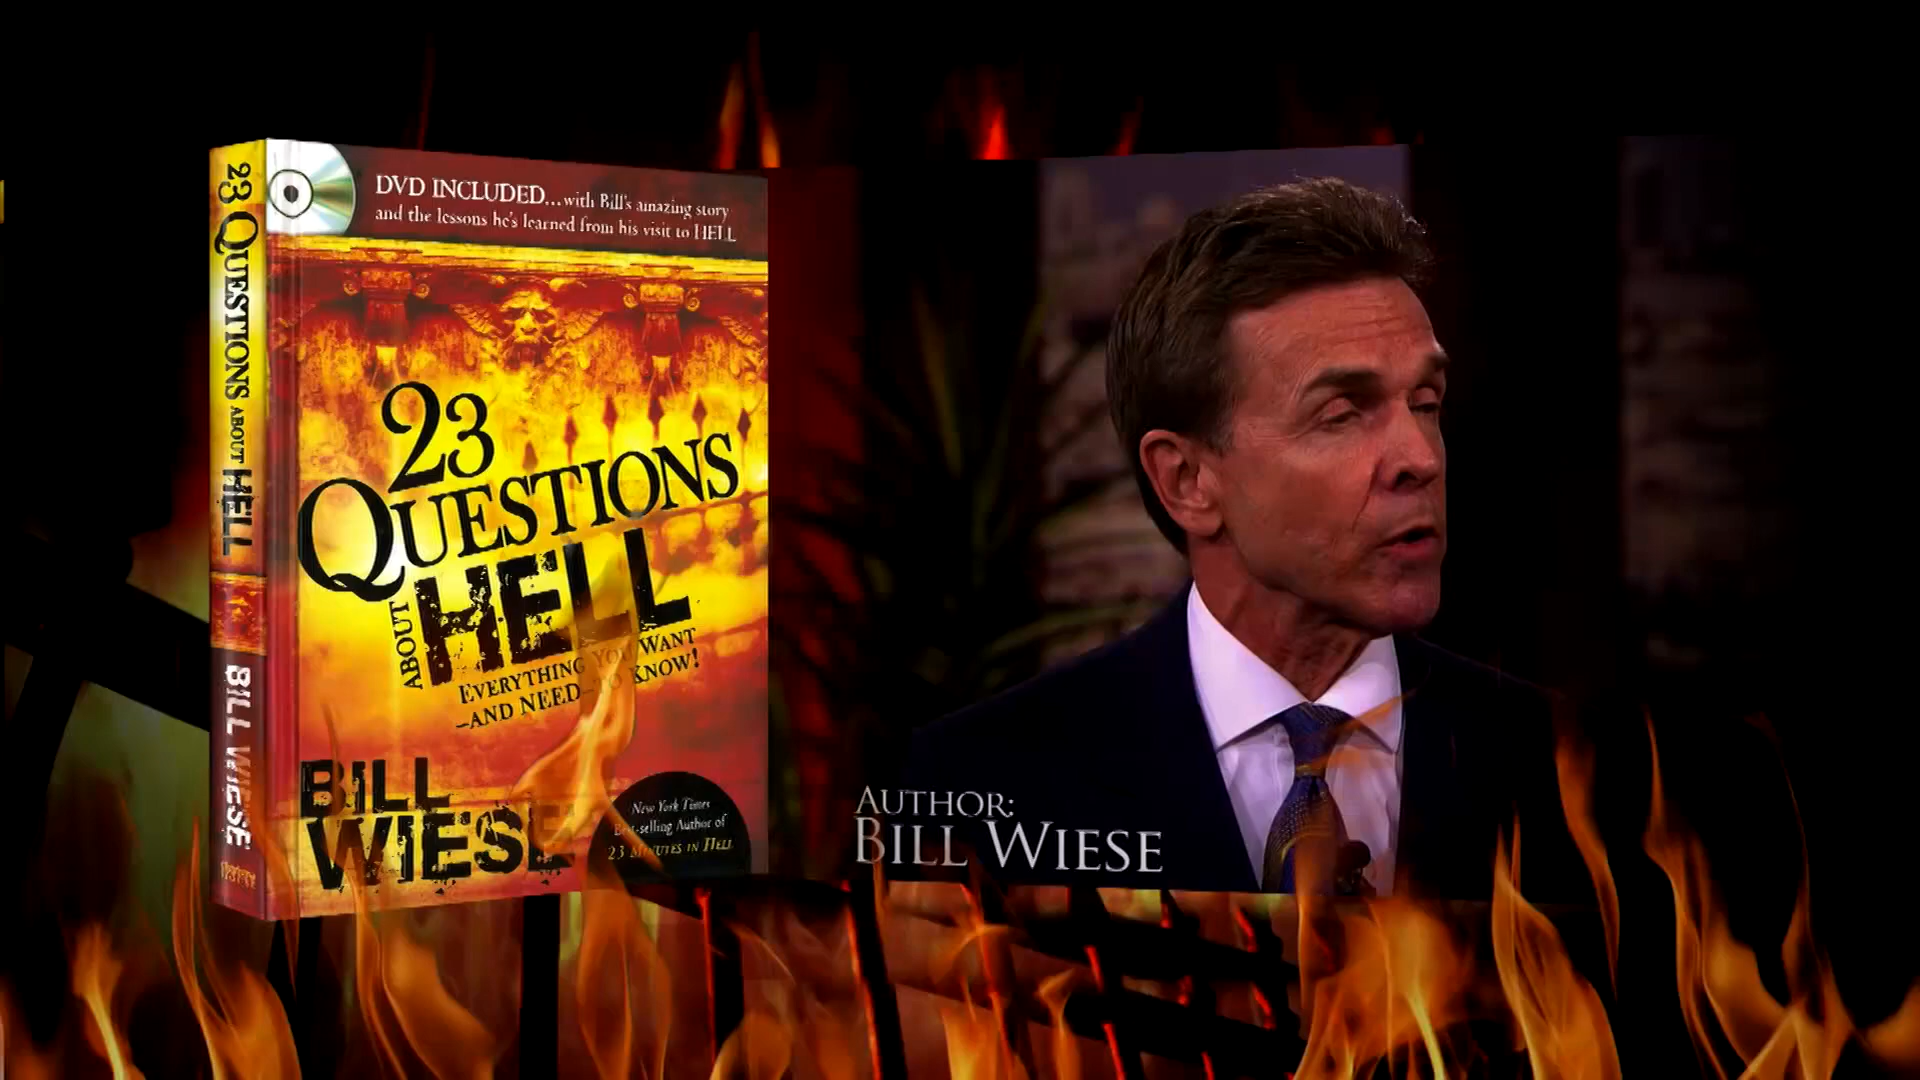 23 QUESTIONS ABOUT HELL
BILL WIESE
DVD INCLUDED...with Bill's amazing story
and the lessons he's learned from his visit to HELL
23
QUESTIONS
ABOUT HELL
EVERYTHING YOU WANT
–AND NEED–TO KNOW!
BILL
WIESE
New York Times
Best-selling Author of
23 MINUTES IN HELL
AUTHOR:
BILL WIESE